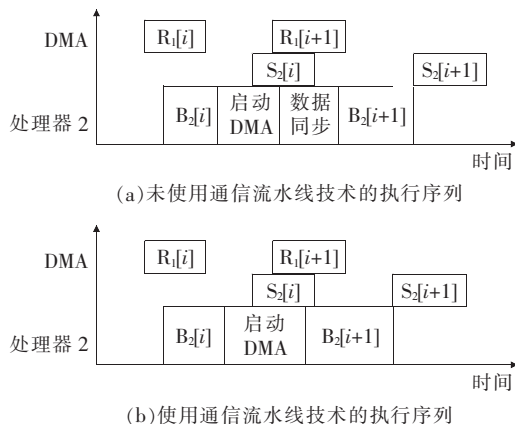 DMA
R₁[i]
R₁[i+1]
S₂[i]
S₂[i+1]
处理器 2
B₂[i]
启动
DMA
数据
同步
B₂[i+1]
时间
(a)未使用通信流水线技术的执行序列
DMA
R₁[i]
R₁[i+1]
S₂[i]
S₂[i+1]
处理器 2
B₂[i]
启动
DMA
B₂[i+1]
时间
(b)使用通信流水线技术的执行序列